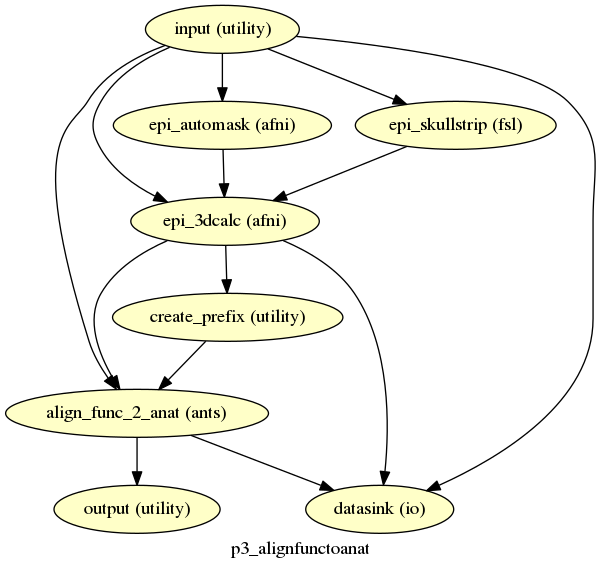 input (utility)
epi_automask (afni)
epi_skullstrip (fsl)
epi_3dcalc (afni)
create_prefix (utility)
align_func_2_anat (ants)
output (utility)
datasink (io)
p3_alignfunctoanat